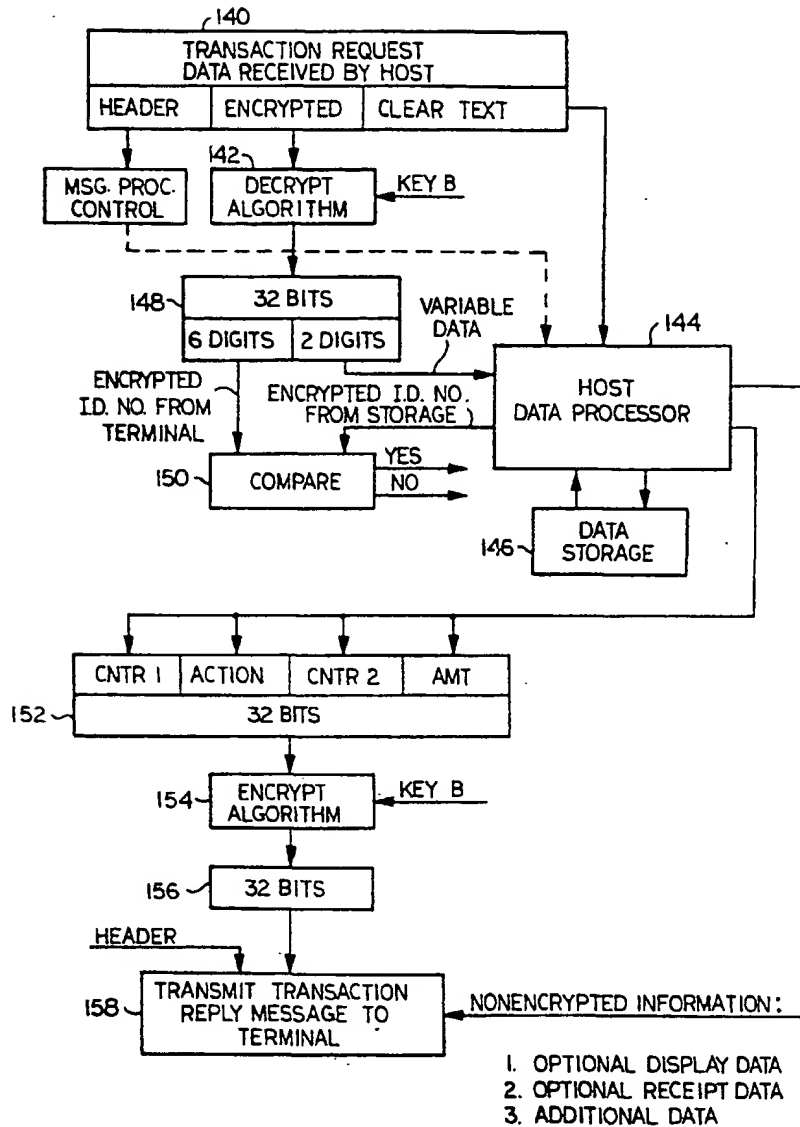 140
TRANSACTION REQUEST
DATA RECEIVED BY HOST
HEADER
ENCRYPTED
CLEAR TEXT
MSG. PROC.
CONTROL
142
DECRYPT
ALGORITHM
KEY B
148
32 BITS
6 DIGITS
2 DIGITS
VARIABLE
DATA
144
HOST
DATA PROCESSOR
ENCRYPTED
I.D. NO. FROM
TERMINAL
ENCRYPTED I.D. NO.
FROM STORAGE
150
COMPARE
YES
NO
146
DATA
STORAGE
CNTR 1
ACTION
CNTR 2
AMT
152
32 BITS
154
ENCRYPT
ALGORITHM
KEY B
156
32 BITS
HEADER
158
TRANSMIT TRANSACTION
REPLY MESSAGE TO
TERMINAL
NONENCRYPTED INFORMATION:
1. OPTIONAL DISPLAY DATA
2. OPTIONAL RECEIPT DATA
3. ADDITIONAL DATA